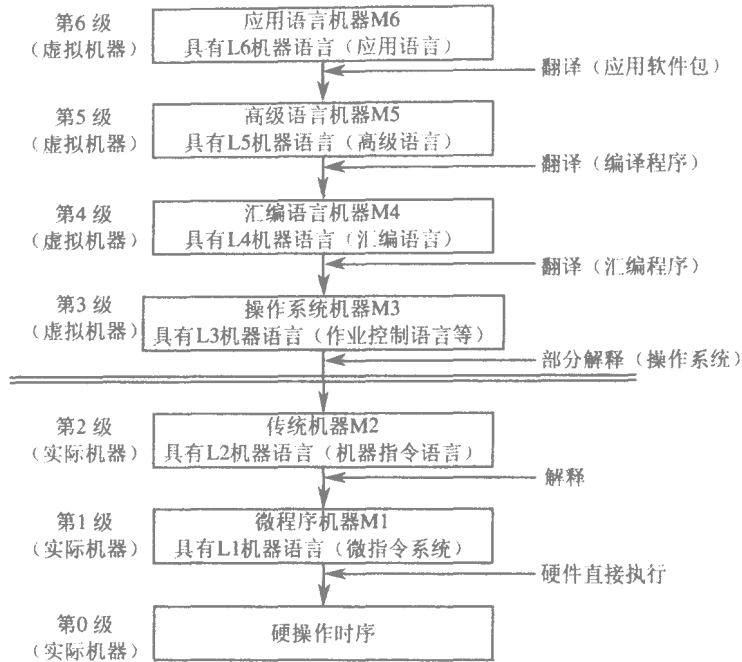 第6 级
(虚拟机器)
应用语言机器M6
具有L6机器语言(应用语言)
翻译(应用软件包)
第5 级
(虚拟机器)
高级语言机器M5
具有L5机器语言(高级语言)
翻译(编译程序)
第4 级
(虚拟机器)
汇编语言机器M4
具有L4机器语言(汇编语言)
翻译(汇编程序)
第3 级
(虚拟机器)
操作系统机器M3
具有L3机器语言(作业控制语言等)
部分解释(操作系统)
第2 级
(实际机器)
传统机器M2
具有L2机器语言(机器指令语言)
解释
第1 级
(实际机器)
微程序机器M1
具有L1机器语言(微指令系统)
硬件直接执行
第0 级
(实际机器)
硬操作时序